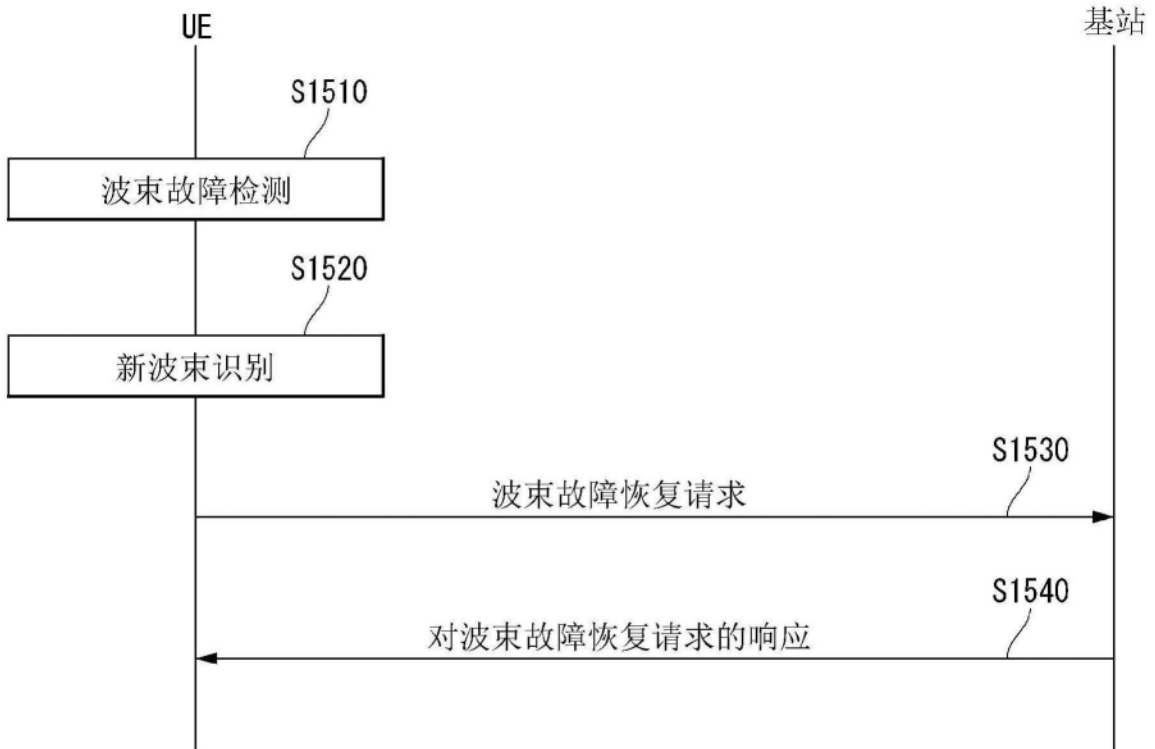 UE
基站
S1510
波束故障检测
S1520
新波束识别
S1530
波束故障恢复请求
S1540
对波束故障恢复请求的响应